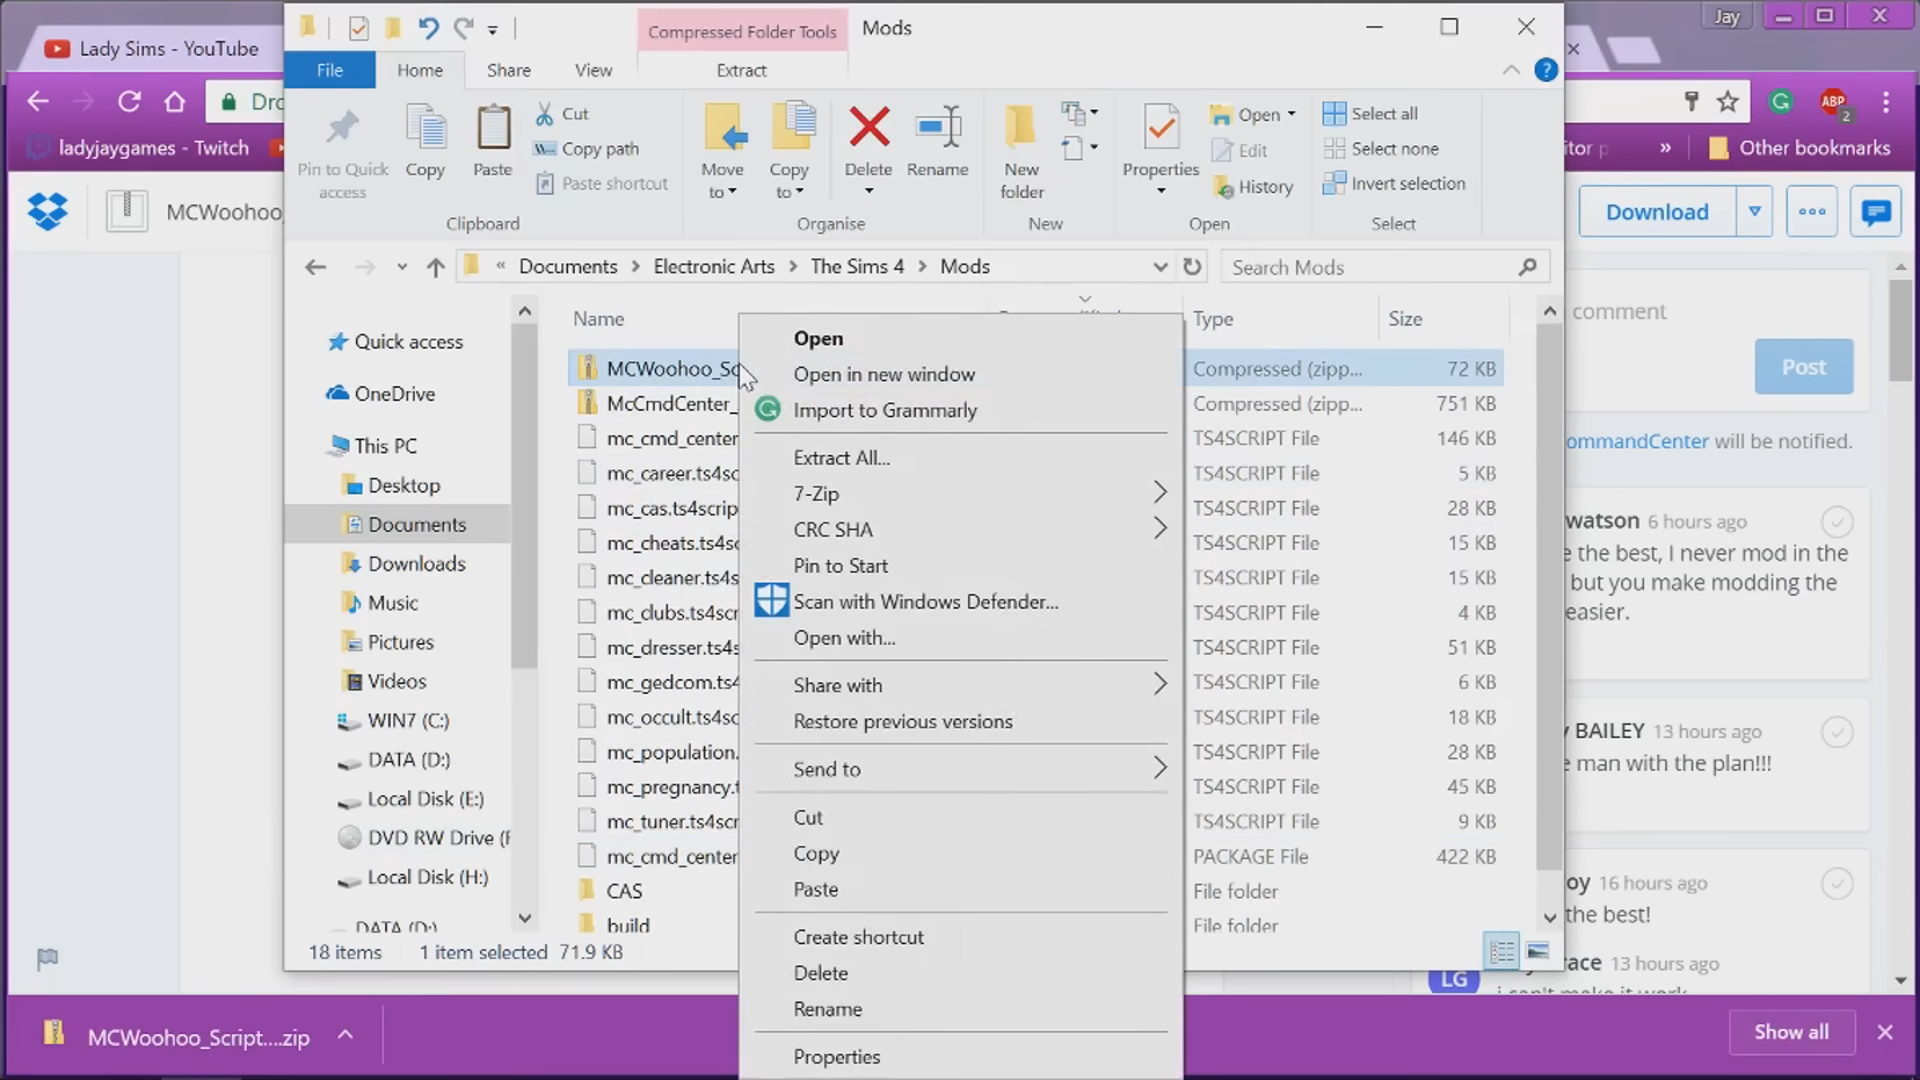 Lady Sims - YouTube
Compressed Folder Tools
Mods
Jay
File
Home
Share
View
Extract
Pin to Quick access
Copy
Paste
Cut
Copy path
Paste shortcut
Clipboard
Move to
Copy to
Delete
Rename
Organise
New folder
New
Properties
Open
Edit
History
Open
Select all
Select none
Invert selection
Select
ABP
2
ladyjaygames - Twitch
Other bookmarks
MCWoohoo
Download
Documents
Electronic Arts
The Sims 4
Mods
Search Mods
Name
Type
Size
Quick access
OneDrive
This PC
Desktop
Documents
Downloads
Music
Pictures
Videos
WIN7 (C:)
DATA (D:)
Local Disk (E:)
DVD RW Drive (F
Local Disk (H:)
DATA (D:)
MCWoohoo_Sc
Compressed (zipp...
72 KB
McCmdCenter_
Compressed (zipp...
751 KB
mc_cmd_center
TS4SCRIPT File
146 KB
mc_career.ts4sc
TS4SCRIPT File
5 KB
mc_cas.ts4scrip
TS4SCRIPT File
28 KB
mc_cheats.ts4sc
TS4SCRIPT File
15 KB
mc_cleaner.ts4s
TS4SCRIPT File
15 KB
mc_clubs.ts4scr
TS4SCRIPT File
4 KB
mc_dresser.ts4s
TS4SCRIPT File
51 KB
mc_gedcom.ts4
TS4SCRIPT File
6 KB
mc_occult.ts4sc
TS4SCRIPT File
18 KB
mc_population.
TS4SCRIPT File
28 KB
mc_pregnancy.t
TS4SCRIPT File
45 KB
mc_tuner.ts4scr
TS4SCRIPT File
9 KB
mc_cmd_center
PACKAGE File
422 KB
CAS
File folder
build
File folder
Open
Open in new window
Import to Grammarly
Extract All...
7-Zip
CRC SHA
Pin to Start
Scan with Windows Defender...
Open with...
Share with
Restore previous versions
Send to
Cut
Copy
Paste
Create shortcut
Delete
Rename
Properties
18 items
1 item selected
71.9 KB
comment
Post
ommandCenter will be notified.
watson 6 hours ago
e the best, I never mod in the
but you make modding the
easier.
y BAILEY 13 hours ago
e man with the plan!!!
oy 16 hours ago
the best!
race 13 hours ago
LG
i can't make it work
MCWoohoo_Script....zip
Show all